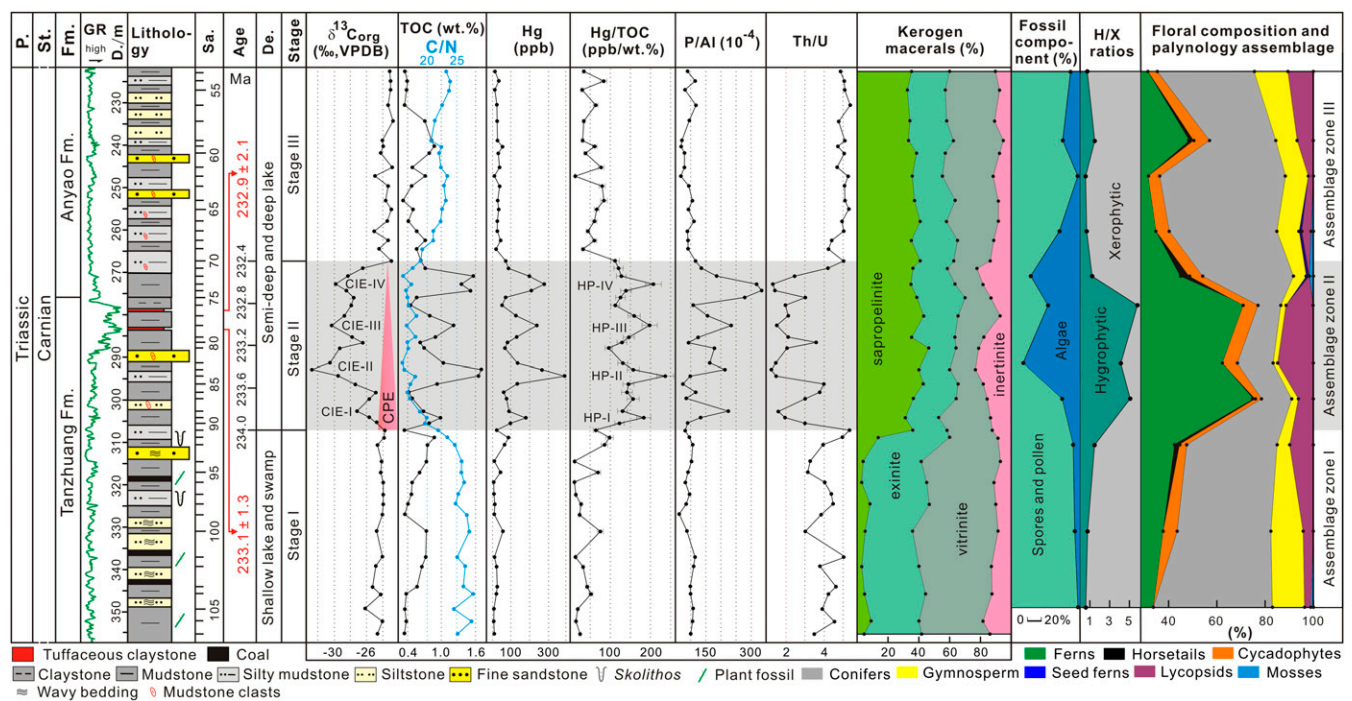 P.
St.
Fm.
GR
high
D./m
Litholo-
gy
Sa.
Age
De.
Stage
δ¹³Corg
(‰,VPDB)
TOC (wt.%)
C/N
20 25
Hg
(ppb)
Hg/TOC
(ppb/wt.%)
P/Al (10⁻⁴)
Th/U
Kerogen
macerals (%)
Fossil
compo-
nent (%)
H/X
ratios
Floral composition and
palynology assemblage
Triassic
Carnian
Anyao Fm.
Tanzhuang Fm.
230
240
250
260
270
290
300
310
320
330
340
350
55
60
65
70
75
80
85
90
95
100
105
Ma
232.9 ± 2.1
232.4
232.8
233.2
233.6
234.0
233.1 ± 1.3
Semi-deep and deep lake
Shallow lake and swamp
Stage III
Stage II
Stage I
CIE-IV
CIE-III
CIE-II
CIE-I
CPE
HP-IV
HP-III
HP-II
HP-I
sapropelinite
exinite
vitrinite
inertinite
Algae
Spores and pollen
Xerophytic
Hygrophytic
Assemblage zone III
Assemblage zone II
Assemblage zone I
-30 -26
0.4 1.0 1.6
100 300
100 200
150 300
2 4
20 40 60 80
0 20%
1 3 5
20 40 60 80 100
(%)
Tuffaceous claystone Coal
Claystone Mudstone Silty mudstone Siltstone Fine sandstone Skolithos Plant fossil
Wavy bedding Mudstone clasts
Ferns Horsetails Cycadophytes
Conifers Gymnosperm Seed ferns Lycopsids Mosses